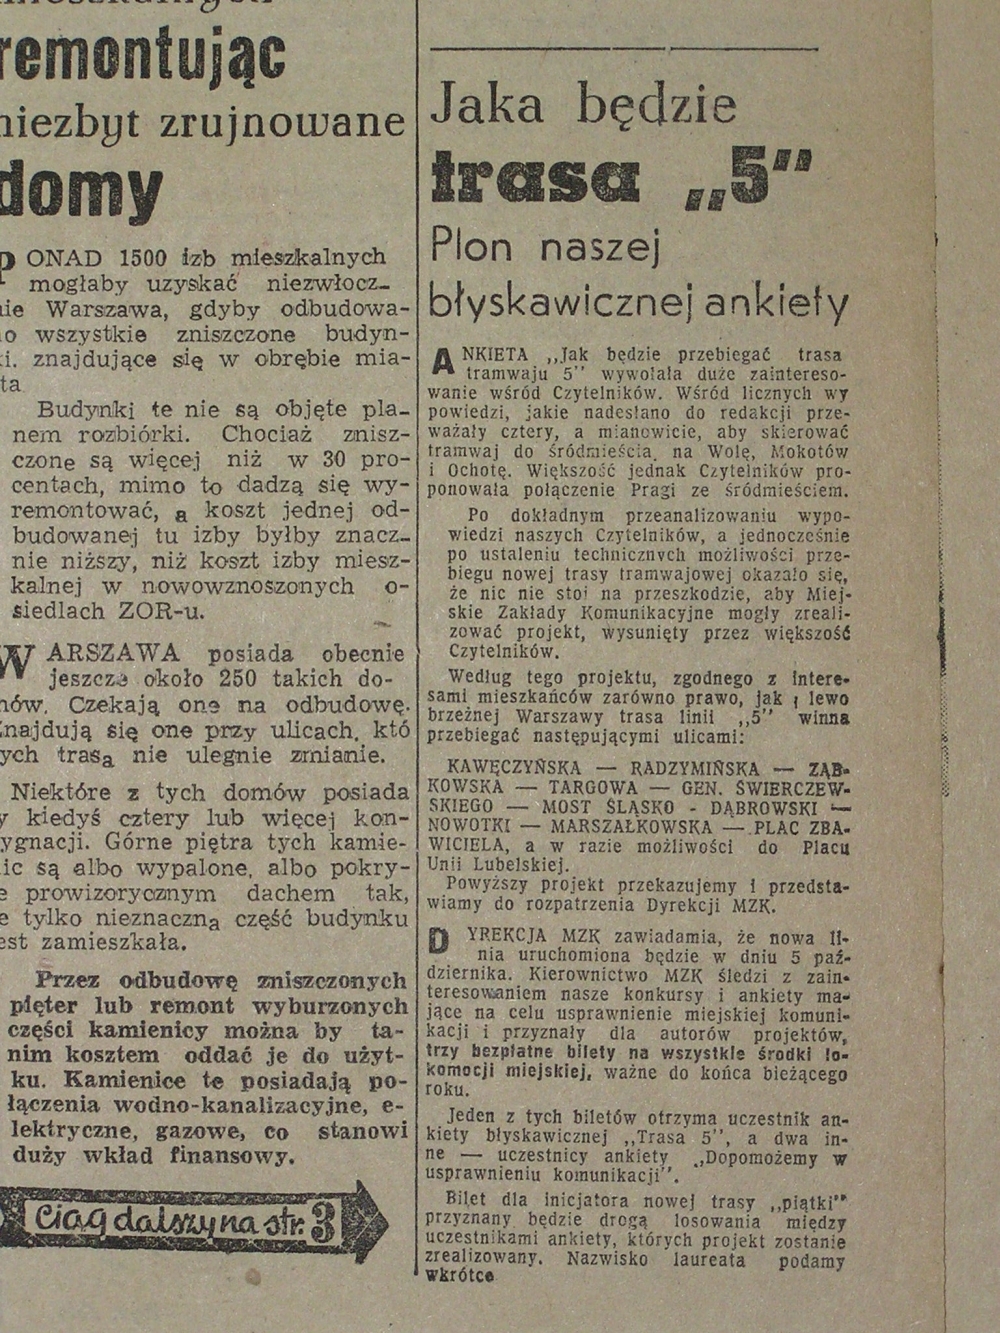 remontując
niezbyt zrujnowane
domy
PONAD 1500 izb mieszkalnych
mogłaby uzyskać niezwłocz-
nie Warszawa, gdyby odbudowa-
no wszystkie zniszczone budyn-
ki. znajdujące się w obrębie mia-
sta
Budynki te nie są objęte pla-
nem rozbiórki. Chociaż znisz-
czone są więcej niż w 30 pro-
centach, mimo to dadzą się wy-
remontować, a koszt jednej od-
budowanej tu izby byłby znacz-
nie niższy, niż koszt izby miesz-
kalnej w nowowznoszonych o-
siedlach ZOR-u.
WARSZAWA posiada obecnie
jeszcze około 250 takich do-
mów. Czekają one na odbudowę.
Znajdują się one przy ulicach, któ
rych trasa nie ulegnie zmianie.
Niektóre z tych domów posiada
y kiedyś cztery lub więcej kon-
dygnacji. Górne piętra tych kamie-
nic są albo wypalone, albo pokry-
e prowizorycznym dachem tak,
że tylko nieznaczną część budynku
jest zamieszkała.
Przez odbudowę zniszczonych
pięter lub remont wyburzonych
części kamienicy można by ta-
nim kosztem oddać je do użyt-
ku. Kamienice te posiadają po-
łączenia wodno-kanalizacyjne, e-
lektryczne, gazowe, co stanowi
duży wkład finansowy.
Ciąg dalszy na str. 3
Jaka będzie
trasa „5”
Plon naszej
błyskawicznej ankiety
ANKIETA „Jak będzie przebiegać trasa
tramwaju 5” wywołała duże zaintereso-
wanie wśród Czytelników. Wśród licznych wy
powiedzi, jakie nadesłano do redakcji prze-
ważały cztery, a mianowicie, aby skierować
tramwaj do śródmieścia, na Wolę, Mokotów
i Ochotę. Większość jednak Czytelników pro-
ponowała połączenie Pragi ze śródmieściem.
Po dokładnym przeanalizowaniu wypo-
wiedzi naszych Czytelników, a jednocześnie
po ustaleniu technicznych możliwości prze-
biegu nowej trasy tramwajowej okazało się,
że nic nie stoi na przeszkodzie, aby Miej-
skie Zakłady Komunikacyjne mogły zreali-
zować projekt, wysunięty przez większość
Czytelników.
Według tego projektu, zgodnego z intere-
sami mieszkańców zarówno prawo, jak i lewo
brzeżnej Warszawy trasa linii „5” winna
przebiegać następującymi ulicami:
KAWĘCZYŃSKA — RADZYMIŃSKA — ZĄB-
KOWSKA — TARGOWA — GEN. ŚWIERCZEW-
SKIEGO — MOST ŚLĄSKO - DĄBROWSKI —
NOWOTKI — MARSZAŁKOWSKA — PLAC ZBA-
WICIELA, a w razie możliwości do Placu
Unii Lubelskiej.
Powyższy projekt przekazujemy i przedsta-
wiamy do rozpatrzenia Dyrekcji MZK.
DYREKCJA MZK zawiadamia, że nowa li-
nia uruchomiona będzie w dniu 5 paź-
dziernika. Kierownictwo MZK śledzi z zain-
teresowaniem nasze konkursy i ankiety ma-
jące na celu usprawnienie miejskiej komuni-
kacji i przyznały dla autorów projektów,
trzy bezpłatne bilety na wszystkie środki lo-
komocji miejskiej, ważne do końca bieżącego
roku.
Jeden z tych biletów otrzyma uczestnik an-
kiety błyskawicznej „Trasa 5”, a dwa in-
ne — uczestnicy ankiety „Dopomożemy w
usprawnieniu komunikacji”.
Bilet dla inicjatora nowej trasy „piątki”
przyznany będzie drogą losowania między
uczestnikami ankiety, których projekt zostanie
zrealizowany. Nazwisko laureata podamy
wkrótce